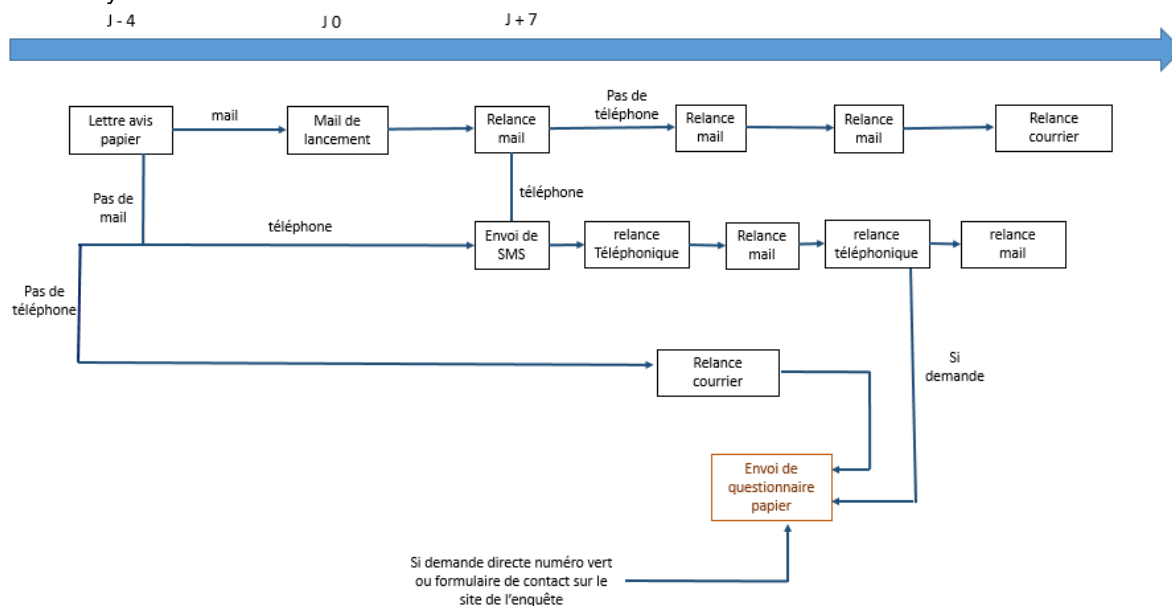 J - 4
J 0
J + 7
Lettre avis
papier
mail
Mail de
lancement
Relance
mail
Pas de
téléphone
Relance
mail
Relance
mail
Relance
courrier
Pas de
mail
téléphone
téléphone
Envoi de
SMS
relance
Téléphonique
Relance
mail
relance
téléphonique
relance
mail
Pas de
téléphone
Relance
courrier
Si
demande
Envoi de
questionnaire
papier
Si demande directe numéro vert
ou formulaire de contact sur le
site de l'enquête